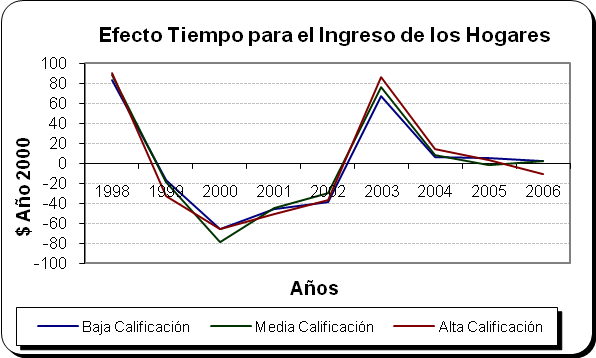 Efecto Tiempo para el Ingreso de los Hogares
100
80
60
40
20
0
-20
-40
-60
-80
-100
$ Año 2000
1998 1999 2000 2001 2002 2003 2004 2005 2006
Años
Baja Calificación Media Calificación Alta Calificación